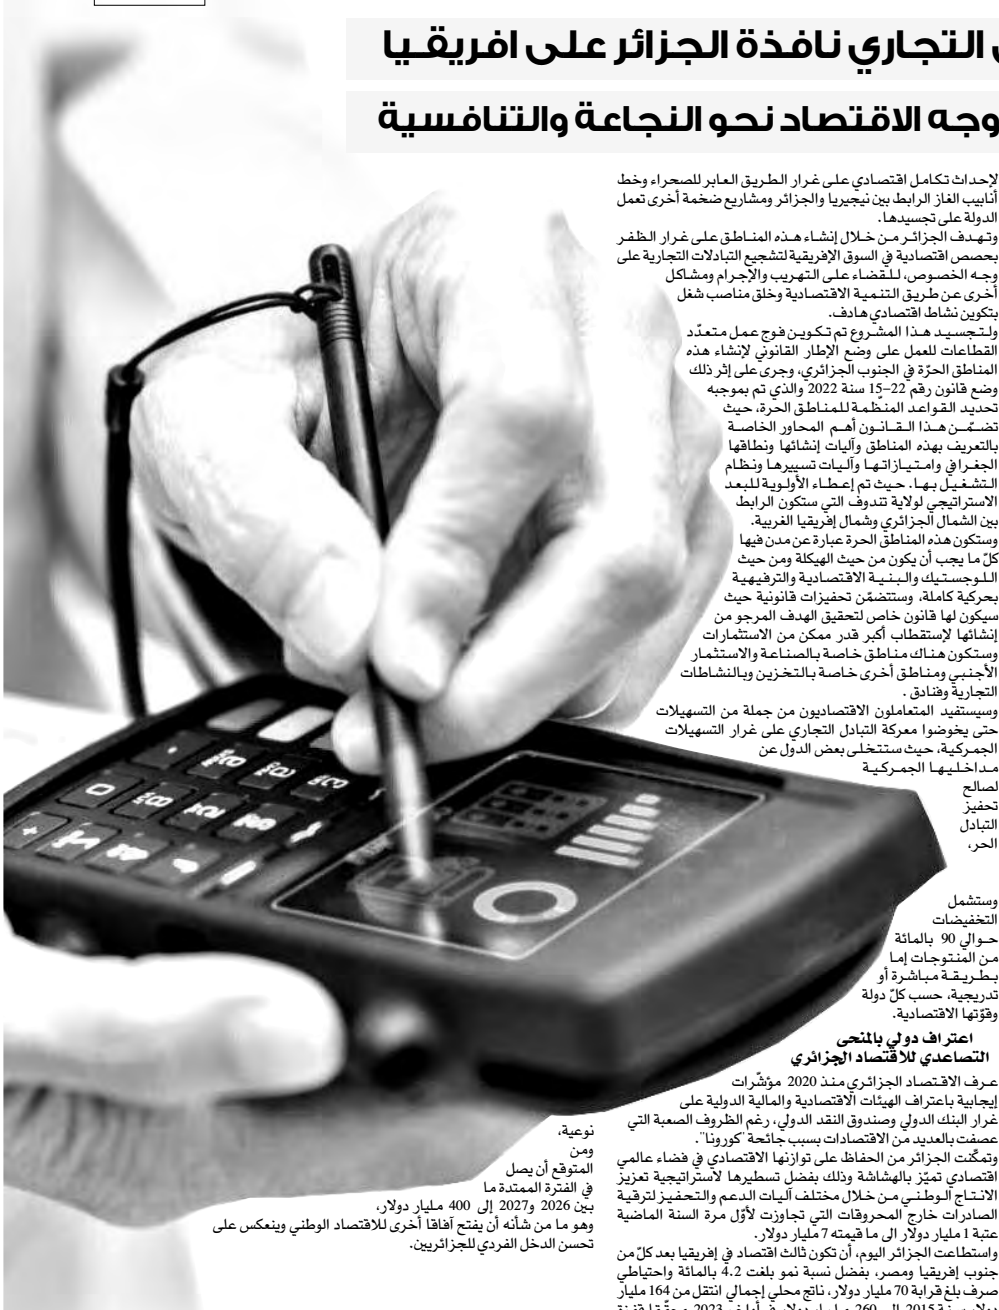 التجاري نافذة الجزائر على افريقيا
وجه الاقتصاد نحو النجاعة والتنافسية
لإحداث تكامل اقتصادي على غرار الطريق العابر للصحراء وخط
أنابيب الغاز الرابط بين نيجيريا والجزائر ومشاريع ضخمة أخرى تعمل
الدولة على تجسيدها.
وتهدف الجزائر من خلال إنشاء هذه المناطق على غرار الظفر
بحصص اقتصادية في السوق الإفريقية لتشجيع التبادلات التجارية على
وجه الخصوص، للقضاء على التهريب والإجرام ومشاكل
أخرى عن طريق التنمية الاقتصادية وخلق مناصب شغل
بتكوين نشاط اقتصادي هادف.
ولتجسيد هذا المشروع تم تكوين فوج عمل متعدّد
القطاعات للعمل على وضع الإطار القانوني لإنشاء هذه
المناطق الحرّة في الجنوب الجزائري، وجرى على إثر ذلك
وضع قانون رقم 22–15 سنة 2022 والذي تم بموجبه
تحديد القواعد المنظّمة للمناطق الحرة، حيث
تضمّن هذا القانون أهم المحاور الخاصة
بالتعريف بهذه المناطق وآليات إنشائها ونطاقها
الجغرافي وامتيازاتها وآليات تسييرها ونظام
التشغيل بها. حيث تم إعطاء الأولوية للبعد
الاستراتيجي لولاية تندوف التي ستكون الرابط
بين الشمال الجزائري وشمال إفريقيا الغربية.
وستكون هذه المناطق الحرة عبارة عن مدن فيها
كلّ ما يجب أن يكون من حيث الهيكلة ومن حيث
اللوجستيك والبنية الاقتصادية والترفيهية
بحركية كاملة، وستتضمّن تحفيزات قانونية حيث
سيكون لها قانون خاص لتحقيق الهدف المرجو من
إنشائها لإستقطاب أكبر قدر ممكن من الاستثمارات
وستكون هناك مناطق خاصة بالصناعة والاستثمار
الأجنبي ومناطق أخرى خاصة بالتخزين وبالنشاطات
التجارية وفنادق .
وسيستفيد المتعاملون الاقتصاديون من جملة من التسهيلات
حتى يخوضوا معركة التبادل التجاري على غرار التسهيلات
الجمركية، حيث ستتخلى بعض الدول عن
مداخليها الجمركية
لصالح
تحفيز
التبادل
الحر،
وستشمل
التخفيضات
حوالي 90 بالمائة
من المنتوجات إما
بطريقة مباشرة أو
تدريجية، حسب كلّ دولة
وقوّتها الاقتصادية.
اعتراف دولي بالمنحى
التصاعدي للاقتصاد الجزائري
عرف الاقتصاد الجزائري منذ 2020 مؤشّرات
إيجابية باعتراف الهيئات الاقتصادية والمالية الدولية على
غرار البنك الدولي وصندوق النقد الدولي، رغم الظروف الصعبة التي
عصفت بالعديد من الاقتصادات بسبب جائحة "كورونا".
وتمكّنت الجزائر من الحفاظ على توازنها الاقتصادي في فضاء عالمي
اقتصادي تميّز بالهشاشة وذلك بفضل تسطيرها لاستراتيجية تعزيز
الانتاج الوطني من خلال مختلف آليات الدعم والتحفيز لترقية
الصادرات خارج المحروقات التي تجاوزت لأوّل مرة السنة الماضية
عتبة 1 مليار دولار الى ما قيمته 7 مليار دولار.
واستطاعت الجزائر اليوم، أن تكون ثالث اقتصاد في إفريقيا بعد كلّ من
جنوب إفريقيا ومصر، بفضل نسبة نمو بلغت 4.2 بالمائة واحتياطي
صرف بلغ قرابة 70 مليار دولار، ناتج محلي إجمالي انتقل من 164 مليار
نوعية،
ومن
المتوقع أن يصل
في الفترة الممتدة ما
بين 2026 و2027 إلى 400 مليار دولار،
وهو ما من شأنه أن يفتح آفاقا أخرى للاقتصاد الوطني وينعكس على
تحسن الدخل الفردي للجزائريين.